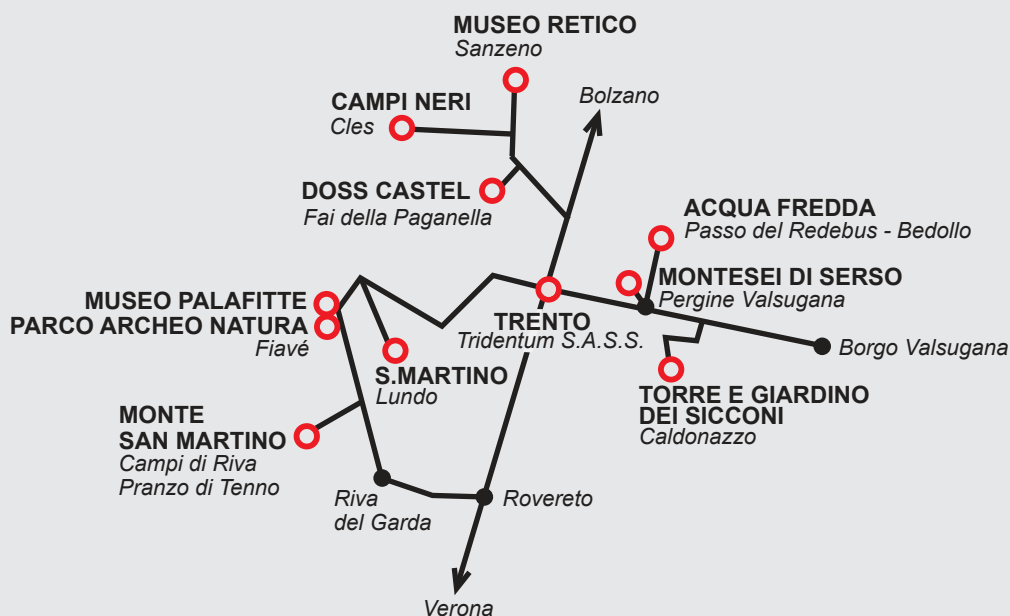 MUSEO RETICO
Sanzeno
Bolzano
CAMPI NERI
Cles
DOSS CASTEL
Fai della Paganella
ACQUA FREDDA
Passo del Redebus - Bedollo
MONTESEI DI SERSO
Pergine Valsugana
MUSEO PALAFITTE
PARCO ARCHEO NATURA
Fiavé
TRENTO
Tridentum S.A.S.S.
Borgo Valsugana
S.MARTINO
Lundo
TORRE E GIARDINO
DEI SICCONI
Caldonazzo
MONTE
SAN MARTINO
Campi di Riva
Pranzo di Tenno
Riva
del Garda
Rovereto
Verona